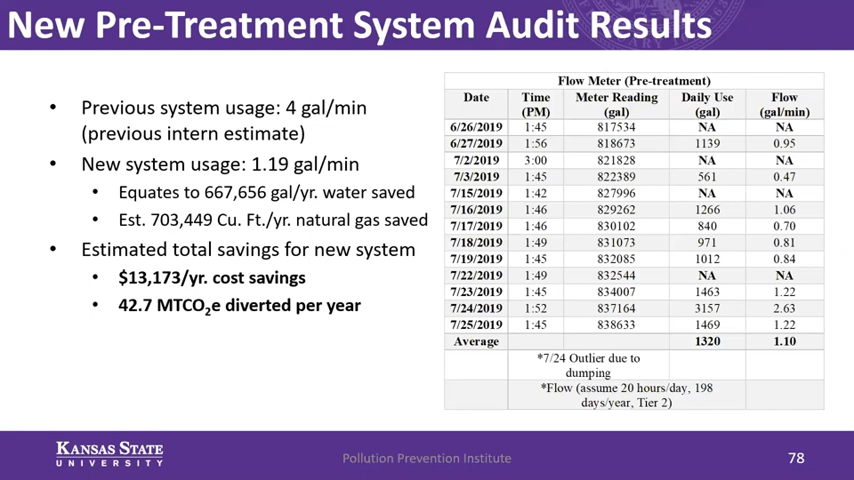 New Pre-Treatment System Audit Results
• Previous system usage: 4 gal/min
(previous intern estimate)
• New system usage: 1.19 gal/min
• Equates to 667,656 gal/yr. water saved
• Est. 703,449 Cu. Ft./yr. natural gas saved
• Estimated total savings for new system
• $13,173/yr. cost savings
• 42.7 MTCO2e diverted per year
Flow Meter (Pre-treatment)
Date Time (PM) Meter Reading (gal) Daily Use (gal) Flow (gal/min)
6/26/2019 1:45 817534 NA NA
6/27/2019 1:56 818673 1139 0.95
7/2/2019 3:00 821828 NA NA
7/3/2019 1:45 822389 561 0.47
7/15/2019 1:42 827996 NA NA
7/16/2019 1:46 829262 1266 1.06
7/17/2019 1:46 830102 840 0.70
7/18/2019 1:49 831073 971 0.81
7/19/2019 1:45 832085 1012 0.84
7/22/2019 1:49 832544 NA NA
7/23/2019 1:45 834007 1463 1.22
7/24/2019 1:52 837164 3157 2.63
7/25/2019 1:45 838633 1469 1.22
Average 1320 1.10
*7/24 Outlier due to
dumping
*Flow (assume 20 hours/day, 198
days/year, Tier 2)
KANSAS STATE
UNIVERSITY
Pollution Prevention Institute
78